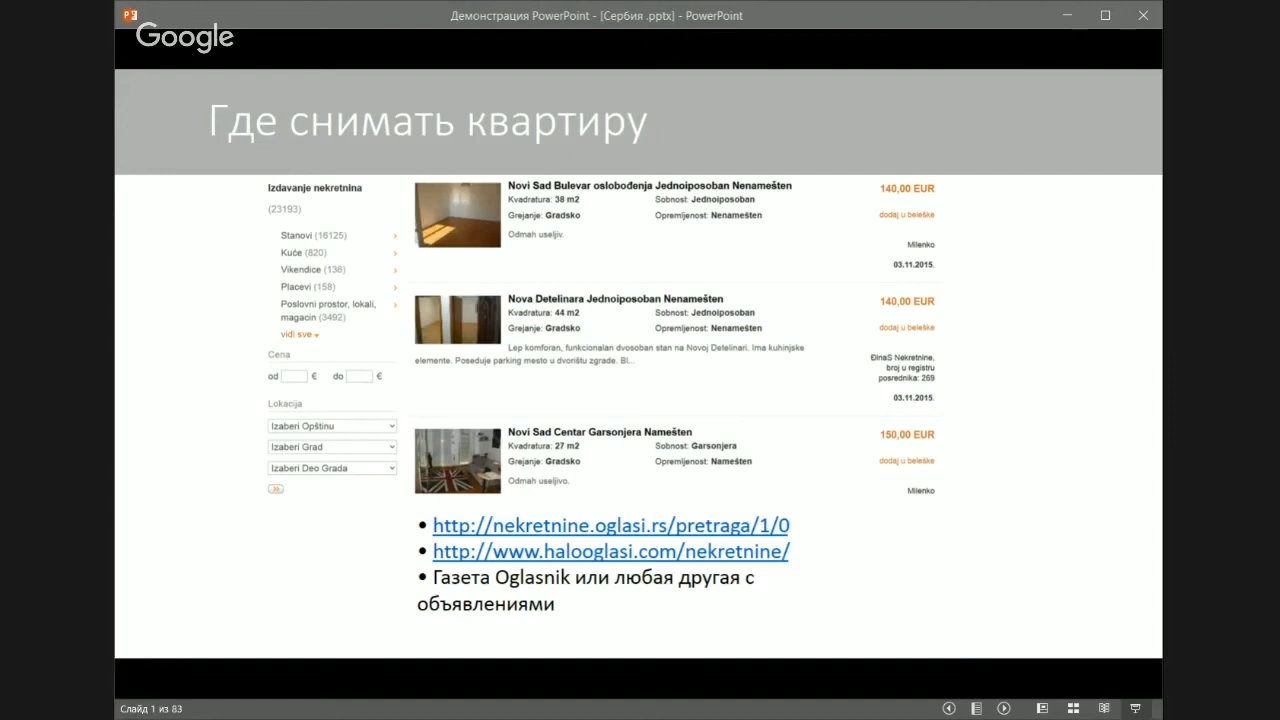 Демонстрация PowerPoint - [Сербия .pptx] - PowerPoint
Google
Где снимать квартиру
Izdavanje nekretnina
(23193)
Stanovi (16125)
Kuće (820)
Vikendice (136)
Placevi (158)
Poslovni prostor, lokali,
magacin (3492)
vidi sve
Cena
od € do €
Lokacija
Izaberi Opštinu
Izaberi Grad
Izaberi Deo Grada
Novi Sad Bulevar oslobođenja Jednoiposoban Nenamešten
140,00 EUR
Kvadratura: 38 m2 Sobnost: Jednoiposoban
Grejanje: Gradsko Opremljenost: Nenamešten
dodaj u beleške
Odmah useljiv.
Milenko
03.11.2015.
Nova Detelinara Jednoiposoban Nenamešten
140,00 EUR
Kvadratura: 44 m2 Sobnost: Jednoiposoban
Grejanje: Gradsko Opremljenost: Nenamešten
dodaj u beleške
Lep komforan, funkcionalan dvosoban stan na Novoj Detelinari. Ima kuhinjske
elemente. Poseduje parking mesto u dvorištu zgrade. Bl...
ĐinaS Nekretnine,
broj u registru
posrednika: 269
03.11.2015.
Novi Sad Centar Garsonjera Namešten
150,00 EUR
Kvadratura: 27 m2 Sobnost: Garsonjera
Grejanje: Gradsko Opremljenost: Namešten
dodaj u beleške
Odmah useljivo.
Milenko
• http://nekretnine.oglasi.rs/pretraga/1/0
• http://www.halooglasi.com/nekretnine/
• Газета Oglasnik или любая другая с
объявлениями
Слайд 1 из 83